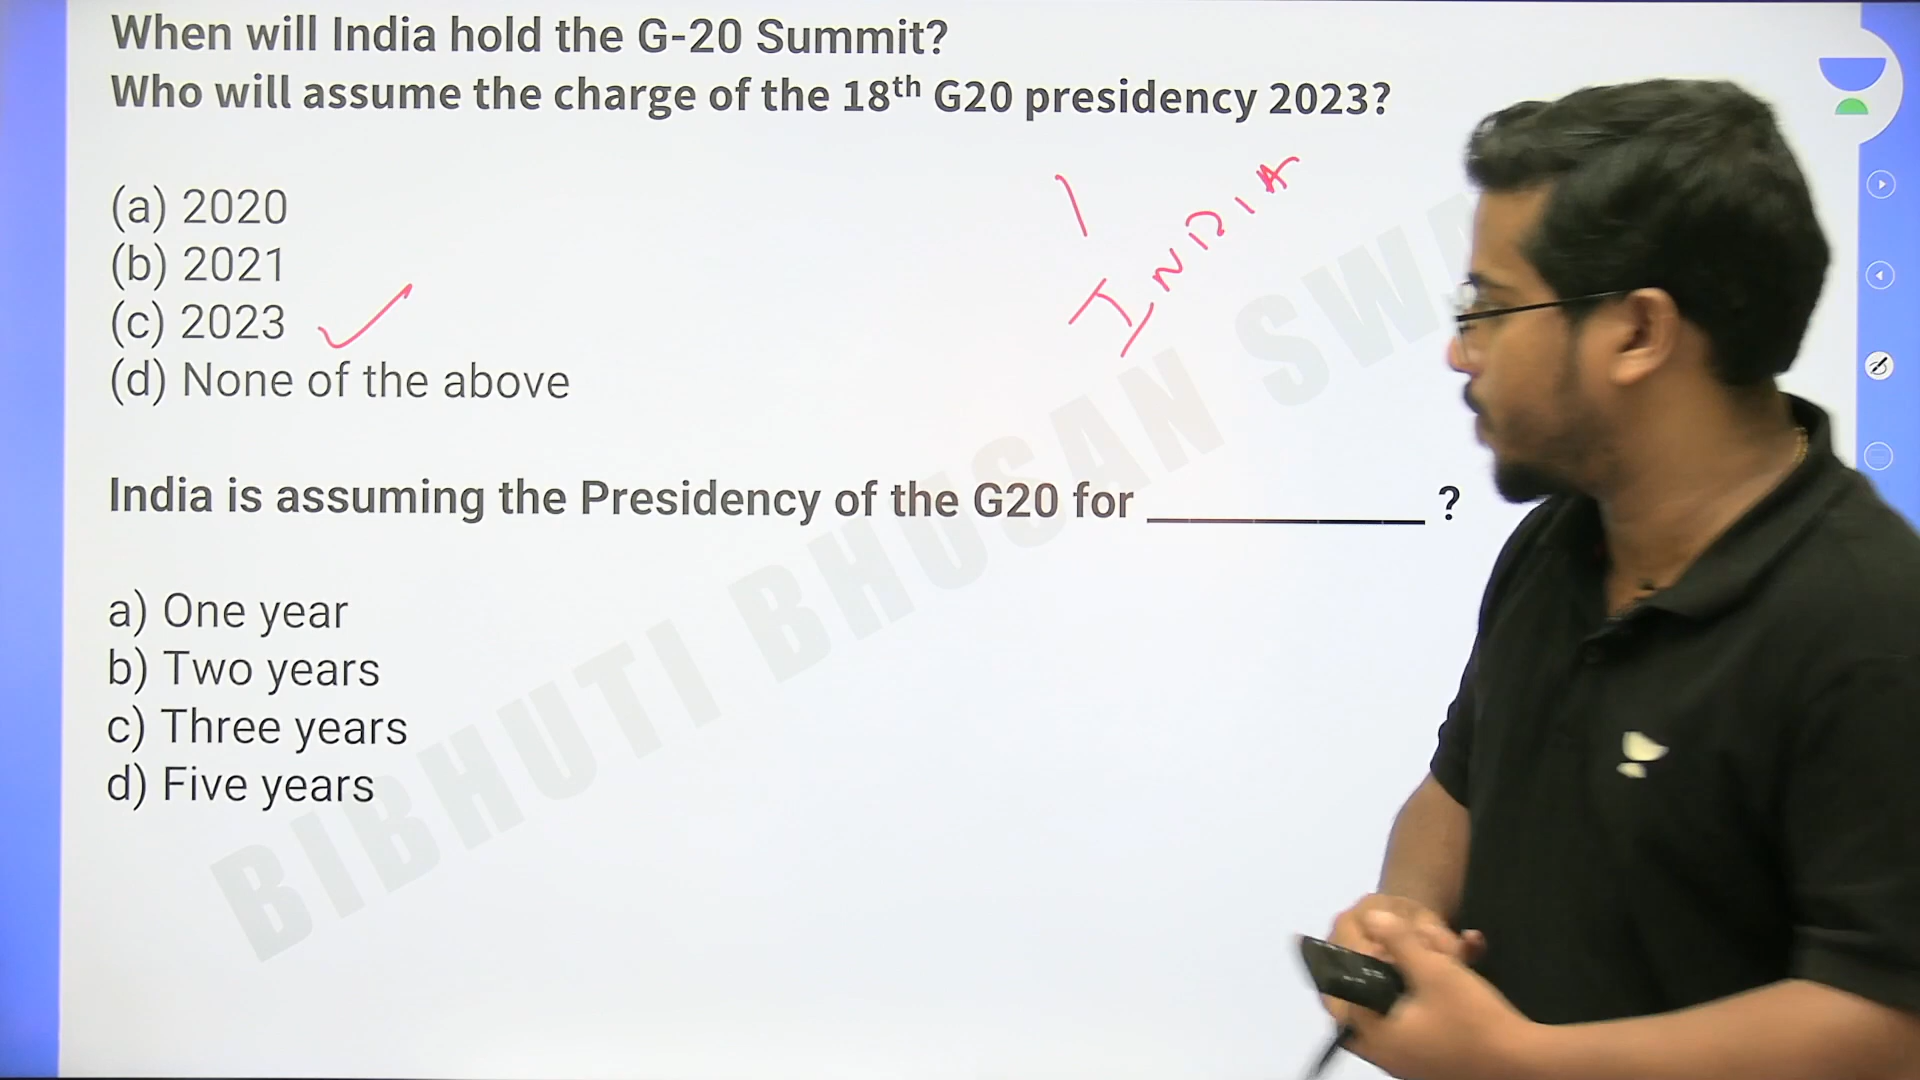 When will India hold the G-20 Summit?
Who will assume the charge of the 18th G20 presidency 2023?
(a) 2020
(b) 2021
(c) 2023
(d) None of the above
INDIA
India is assuming the Presidency of the G20 for __________ ?
a) One year
b) Two years
c) Three years
d) Five years
BIBHUTI BHUSAN SWA